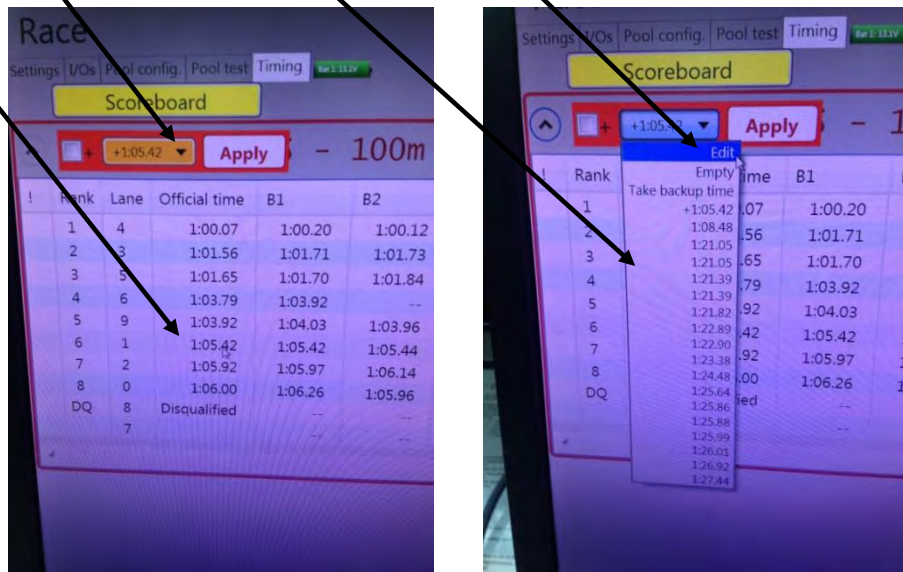 Race
Settings I/Os Pool config. Pool test Timing Bat 1: 13.1V
Scoreboard
+ +1:05.42 Apply - 100m
! Rank Lane Official time B1 B2
1 4 1:00.07 1:00.20 1:00.12
2 3 1:01.56 1:01.71 1:01.73
3 5 1:01.65 1:01.70 1:01.84
4 6 1:03.79 1:03.92 --
5 9 1:03.92 1:04.03 1:03.96
6 1 1:05.42 1:05.42 1:05.44
7 2 1:05.92 1:05.97 1:06.14
8 0 1:06.00 1:06.26 1:05.96
DQ 8 Disqualified -- --
7 -- --
Settings I/Os Pool config. Pool test Timing Bat 1: 13.1V
Scoreboard
+ +1:05.42 Apply - 1
! Rank ime B1
1 .07 1:00.20
2 .56 1:01.71
3 .65 1:01.70
4 .79 1:03.92
5 .92 1:04.03
6 .42 1:05.42
7 .92 1:05.97
8 .00 1:06.26
DQ ied --
Edit
Empty
Take backup time
+1:05.42
1:08.48
1:21.05
1:21.05
1:21.39
1:21.39
1:21.82
1:22.89
1:22.90
1:23.38
1:24.48
1:25.64
1:25.86
1:25.88
1:25.99
1:26.01
1:26.92
1:27.44